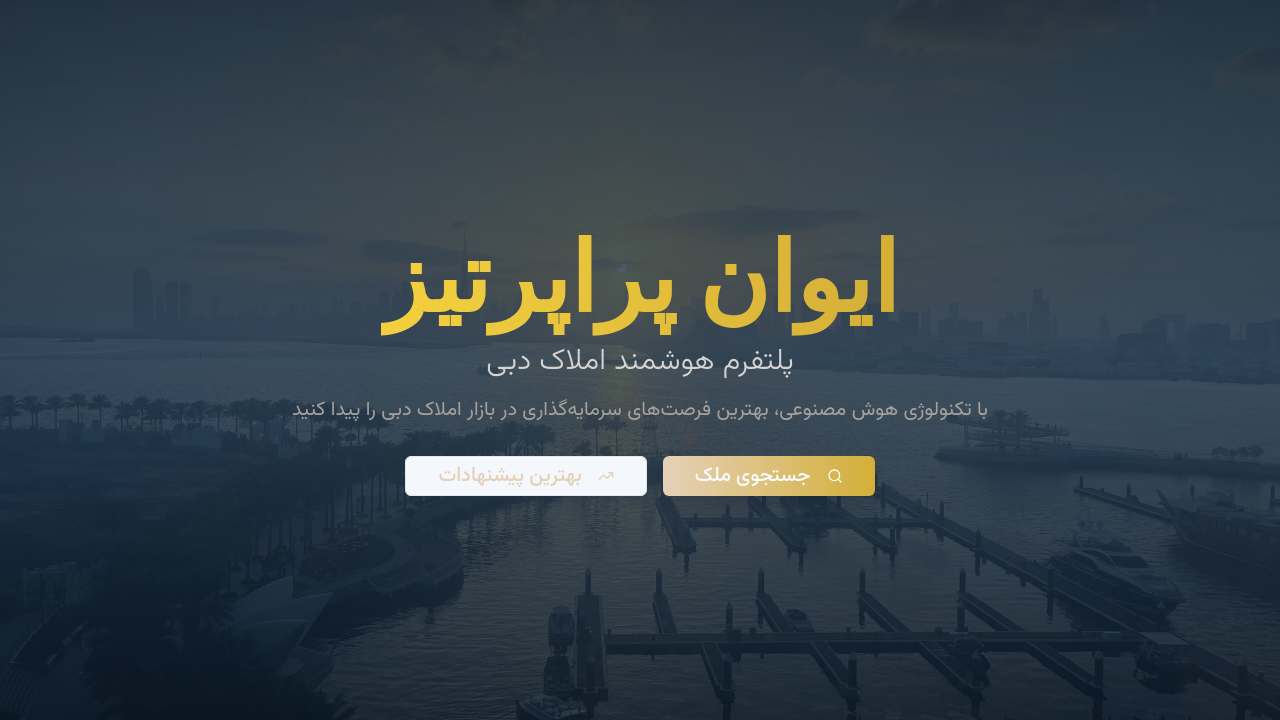 ایوان پراپرتیز
پلتفرم هوشمند املاک دبی
با تکنولوژی هوش مصنوعی، بهترین فرصت‌های سرمایه‌گذاری در بازار املاک دبی را پیدا کنید
جستجوی ملک
بهترین پیشنهادات